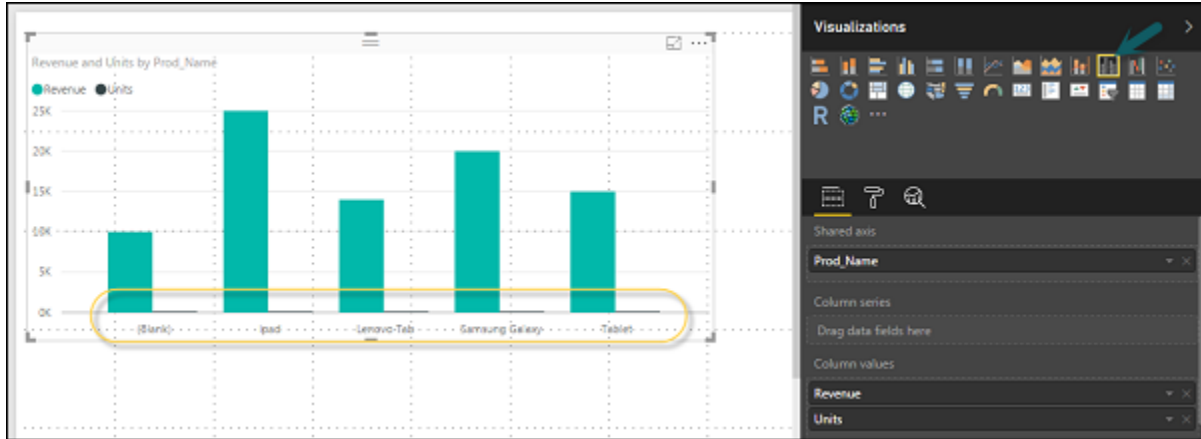 Revenue and Units by Prod_Name
Revenue Units
25K
20K
15K
10K
5K
0K
(Blank) Ipad Lenovo Tab Samsung Galaxy Tablet
Visualizations
R
Shared axis
Prod_Name
Column series
Drag data fields here
Column values
Revenue
Units